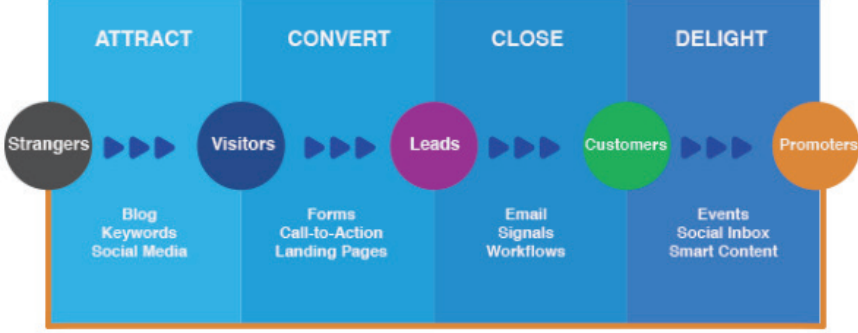 ATTRACT CONVERT CLOSE DELIGHT
Strangers Visitors Leads Customers Promoters
Blog
Keywords
Social Media
Forms
Call-to-Action
Landing Pages
Email
Signals
Workflows
Events
Social Inbox
Smart Content